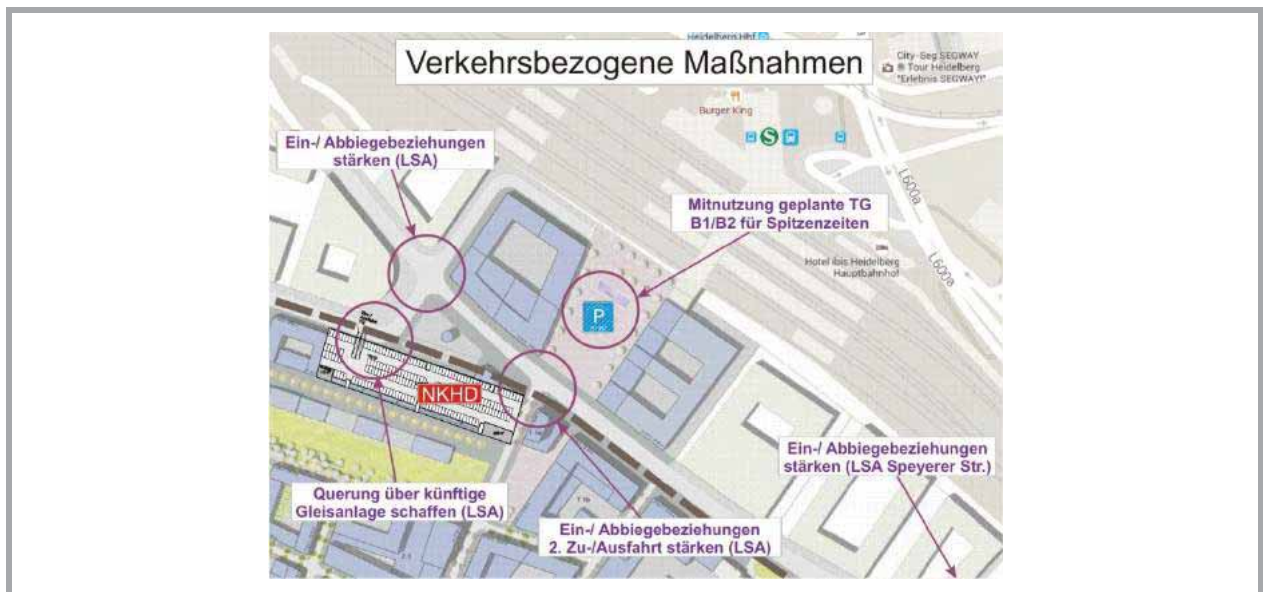 Heidelberg Hbf
Verkehrsbezogene Maßnahmen
City-Seg SEGWAY
® Tour Heidelberg
"Erlebnis SEGWAY!"
Burger King
S
Ein-/ Abbiegebeziehungen
stärken (LSA)
L600a
Mitnutzung geplante TG
B1/B2 für Spitzenzeiten
Hotel ibis Heidelberg
Hauptbahnhof
L600a
P
NKHD
Ein-/ Abbiegebeziehungen
stärken (LSA Speyerer Str.)
Querung über künftige
Gleisanlage schaffen (LSA)
Ein-/ Abbiegebeziehungen
2. Zu-/Ausfahrt stärken (LSA)